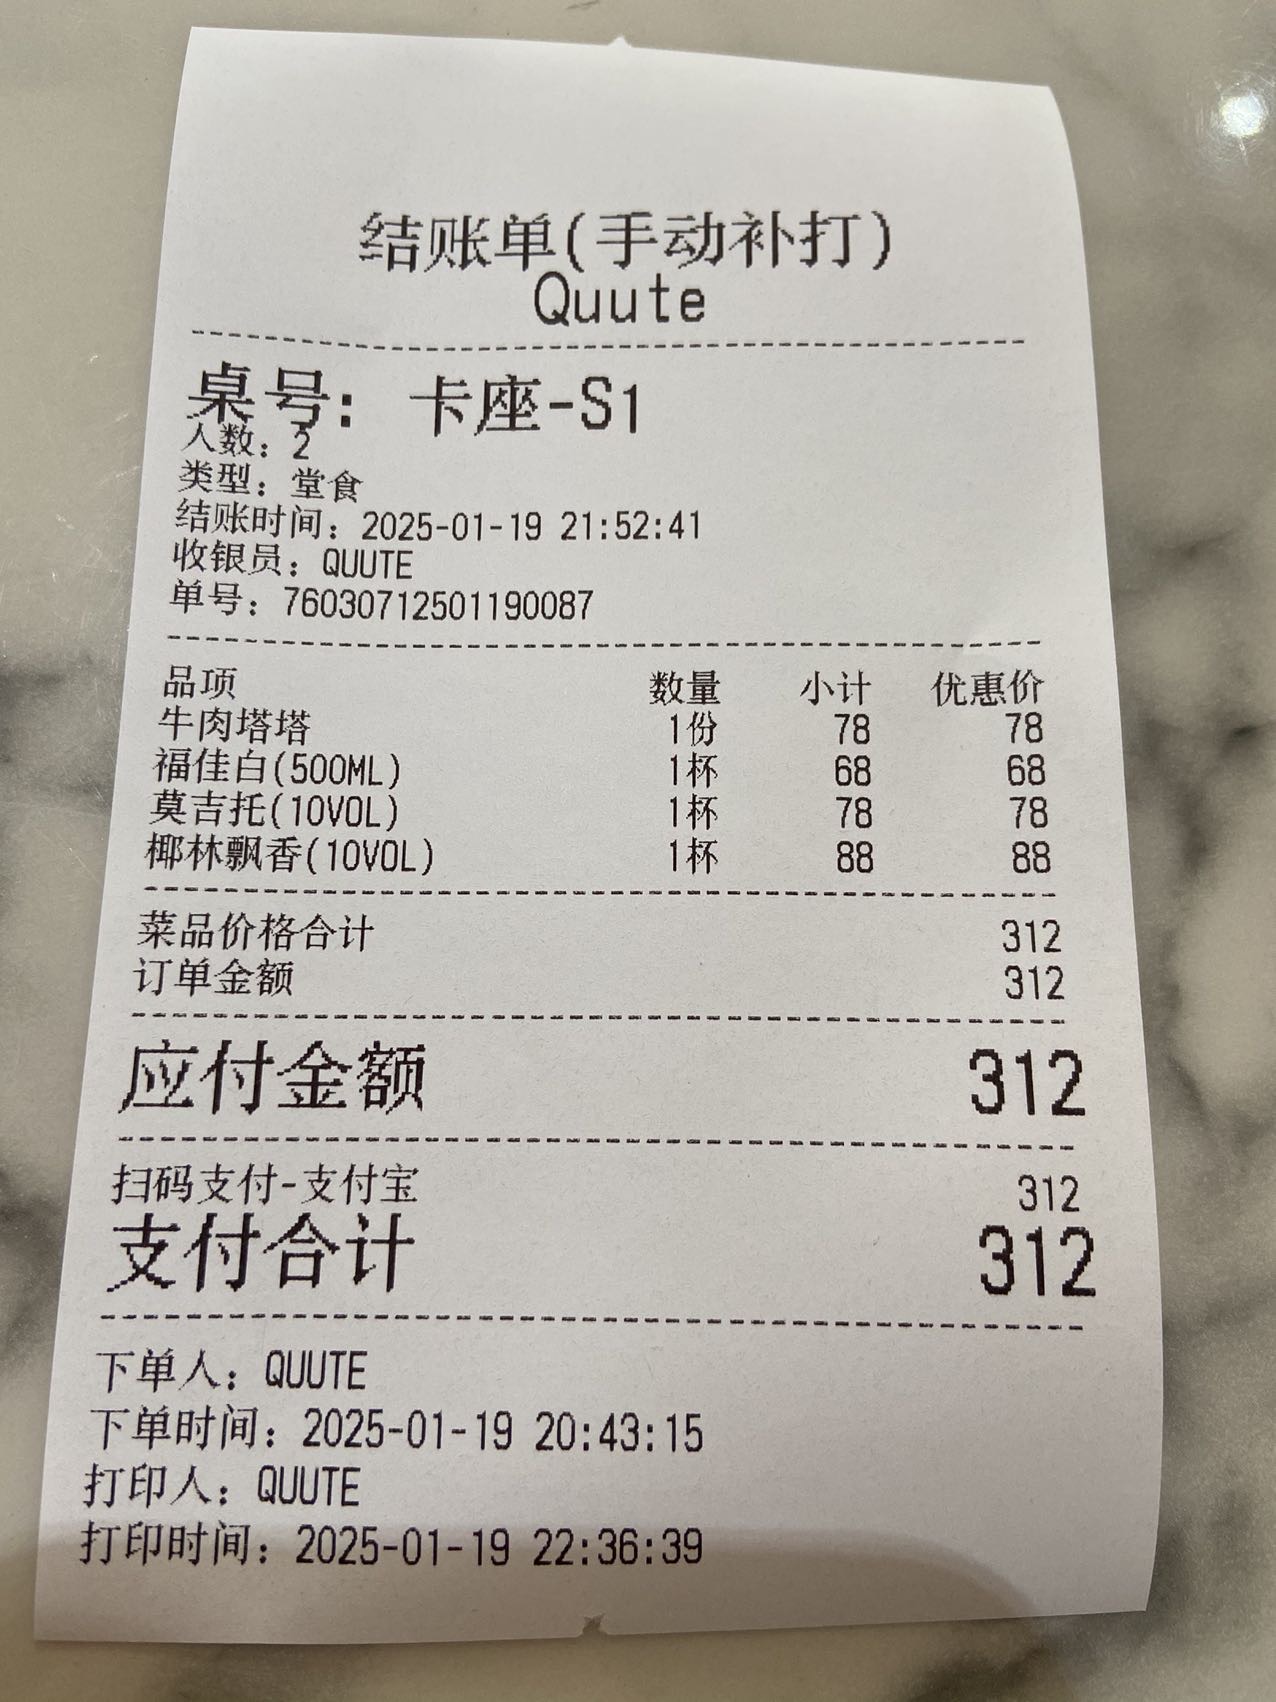 结账单(手动补打)
Quute
桌号: 卡座-S1
人数: 2
类型: 堂食
结账时间: 2025-01-19 21:52:41
收银员: QUUTE
单号: 76030712501190087
品项 数量 小计 优惠价
牛肉塔塔 1份 78 78
福佳白(500ML) 1杯 68 68
莫吉托(10VOL) 1杯 78 78
椰林飘香(10VOL) 1杯 88 88
菜品价格合计 312
订单金额 312
应付金额 312
扫码支付-支付宝 312
支付合计 312
下单人: QUUTE
下单时间: 2025-01-19 20:43:15
打印人: QUUTE
打印时间: 2025-01-19 22:36:39